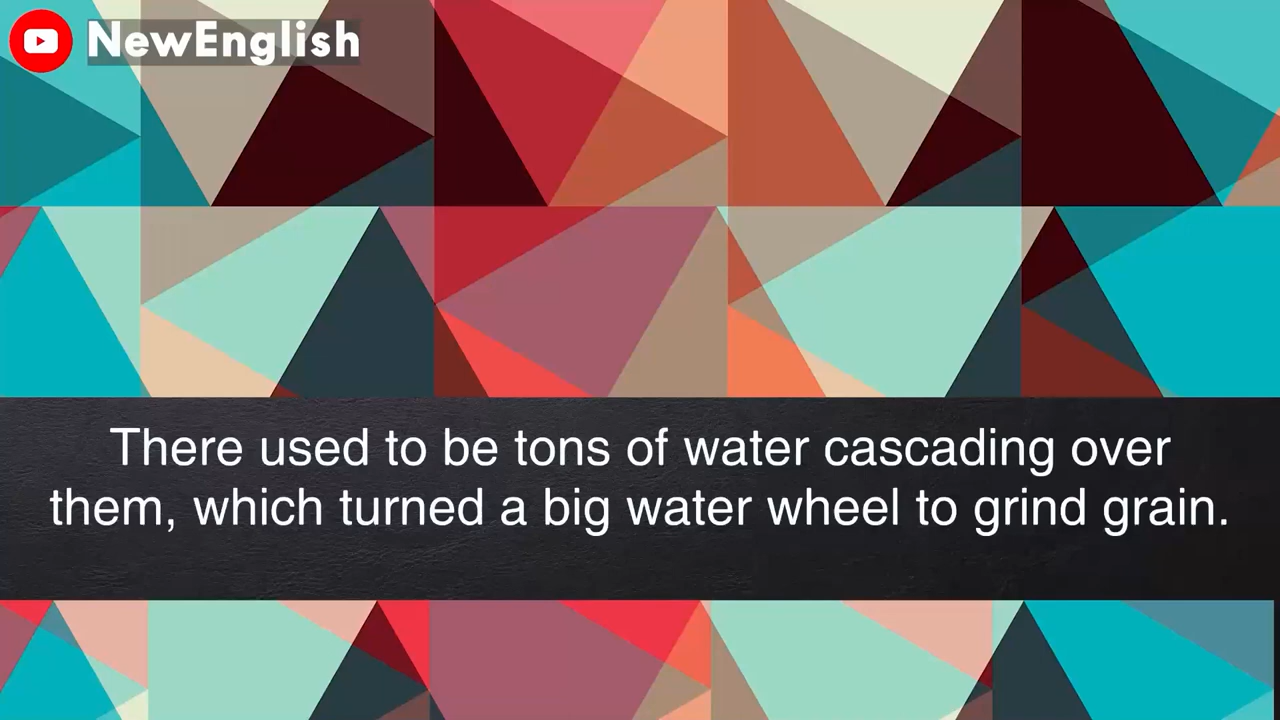 NewEnglish
There used to be tons of water cascading over
them, which turned a big water wheel to grind grain.